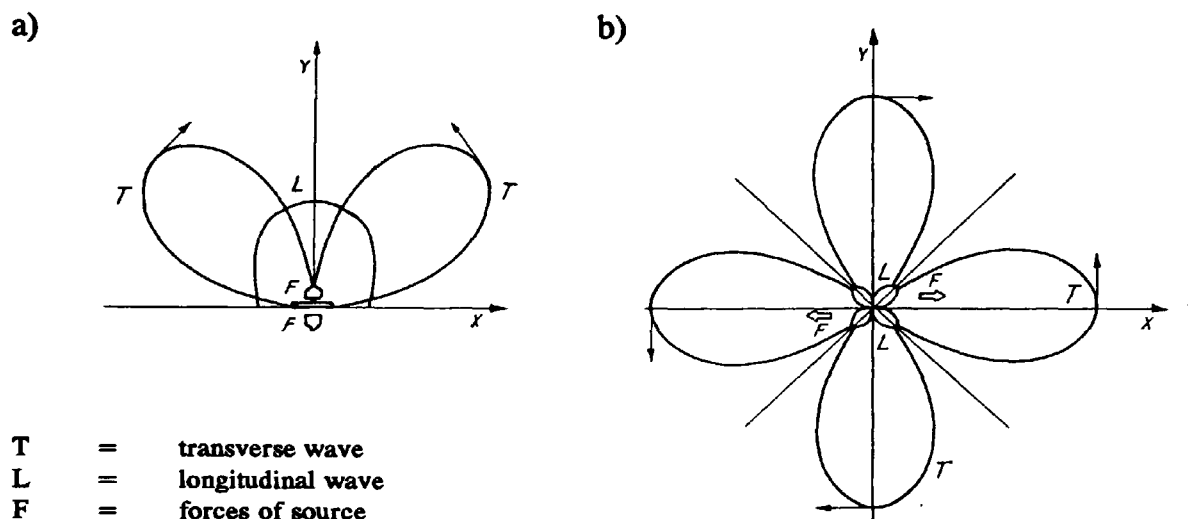 a)
Y
T
L
T
F
F
X
b)
Y
L
F
T
F
L
X
T
T = transverse wave
L = longitudinal wave
F = forces of source